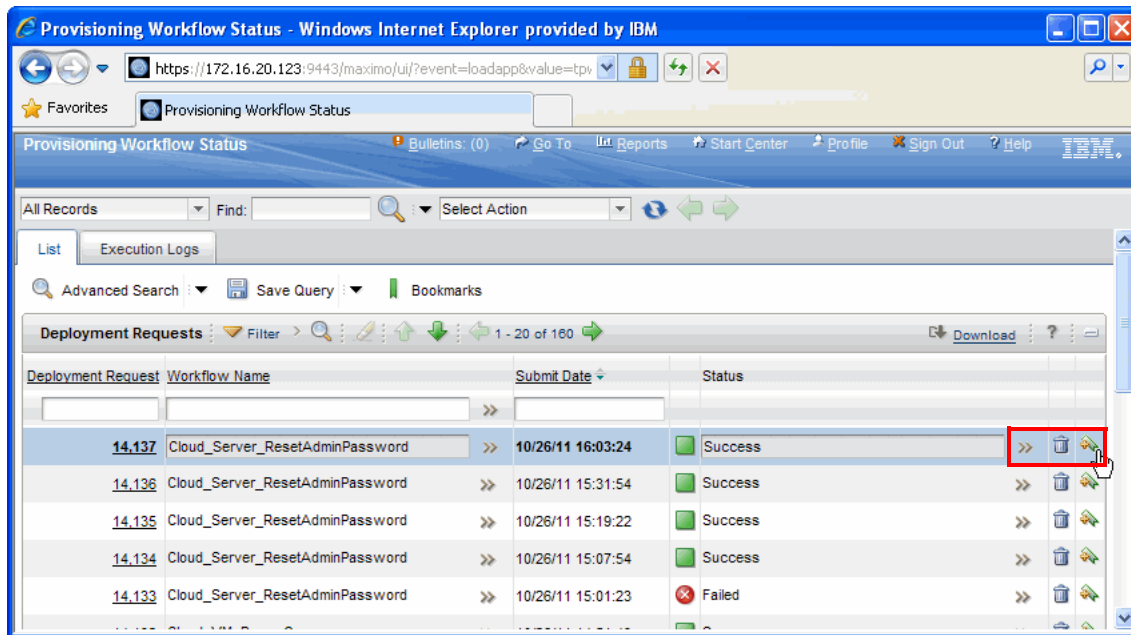 Provisioning Workflow Status - Windows Internet Explorer provided by IBM
https://172.16.20.123:9443/maximo/ui/?event=loadapp&value=tpv
Favorites Provisioning Workflow Status
Provisioning Workflow Status Bulletins: (0) Go To Reports Start Center Profile Sign Out Help IBM.
All Records Find: Select Action
List Execution Logs
Advanced Search Save Query Bookmarks
Deployment Requests Filter 1 - 20 of 160 Download ?
Deployment Request Workflow Name Submit Date Status
14,137 Cloud_Server_ResetAdminPassword 10/26/11 16:03:24 Success
14,136 Cloud_Server_ResetAdminPassword 10/26/11 15:31:54 Success
14,135 Cloud_Server_ResetAdminPassword 10/26/11 15:19:22 Success
14,134 Cloud_Server_ResetAdminPassword 10/26/11 15:07:54 Success
14,133 Cloud_Server_ResetAdminPassword 10/26/11 15:01:23 Failed